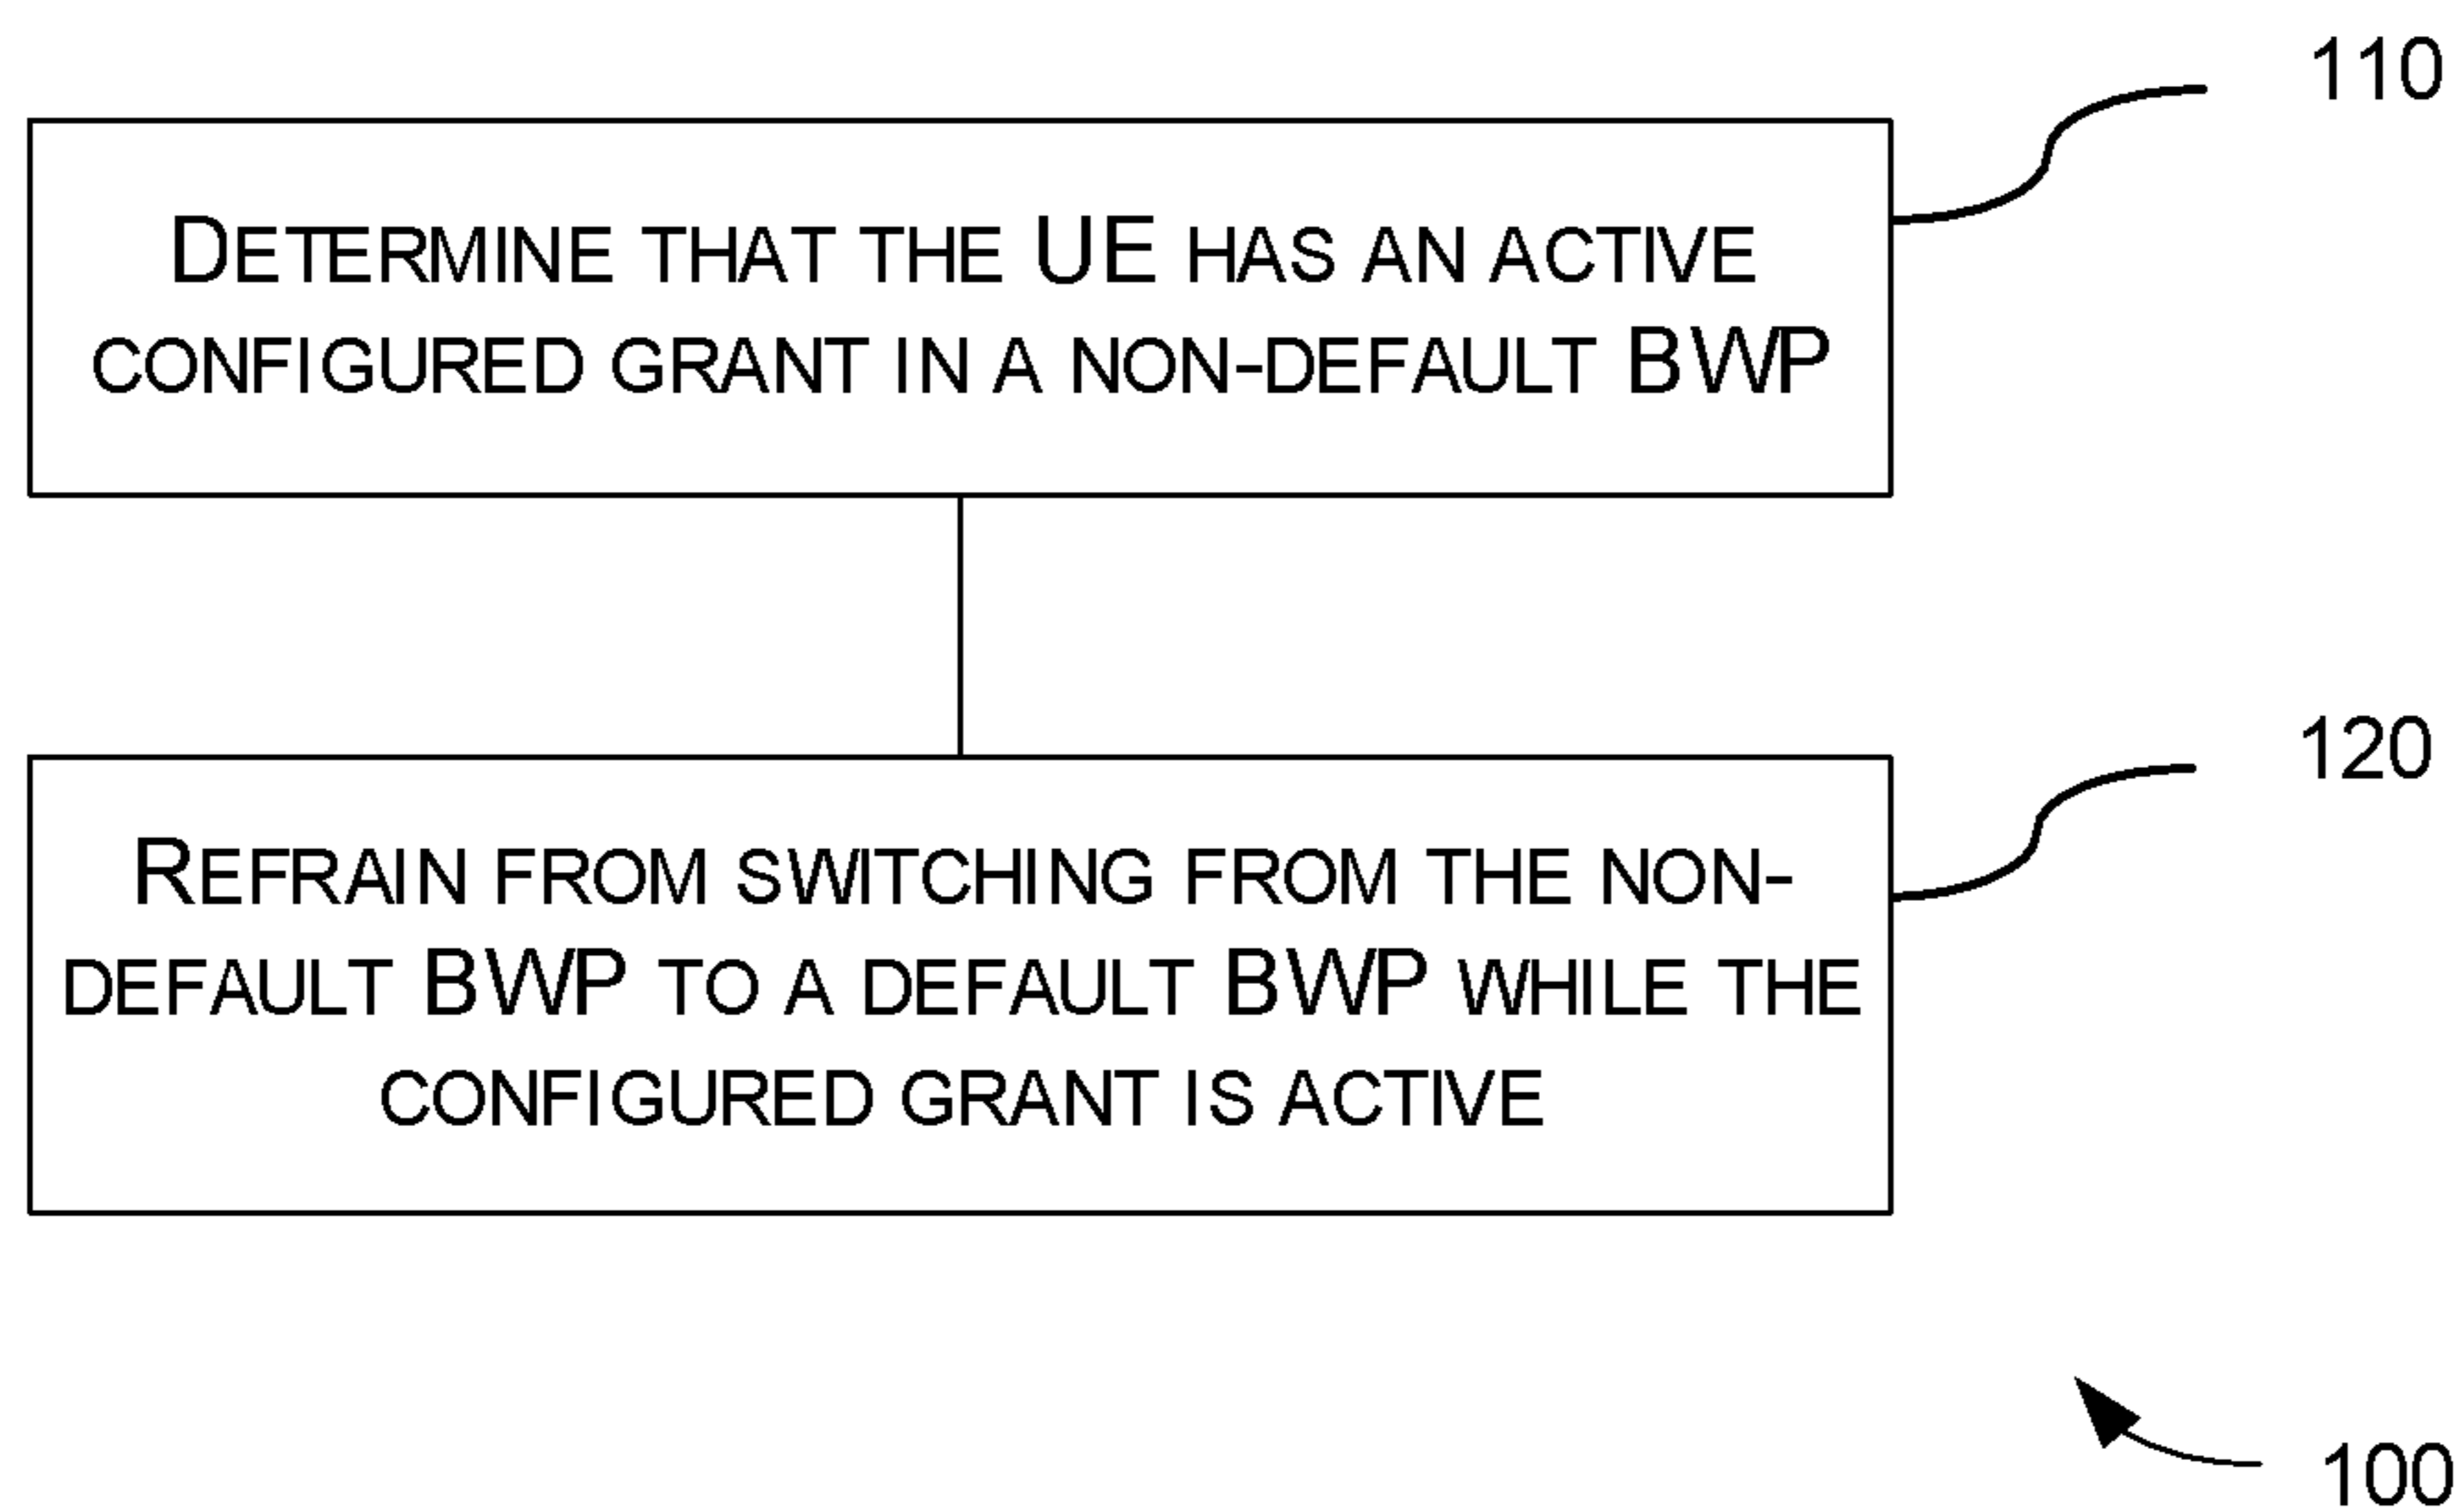 110
DETERMINE THAT THE UE HAS AN ACTIVE
CONFIGURED GRANT IN A NON-DEFAULT BWP
120
REFRAIN FROM SWITCHING FROM THE NON-
DEFAULT BWP TO A DEFAULT BWP WHILE THE
CONFIGURED GRANT IS ACTIVE
100